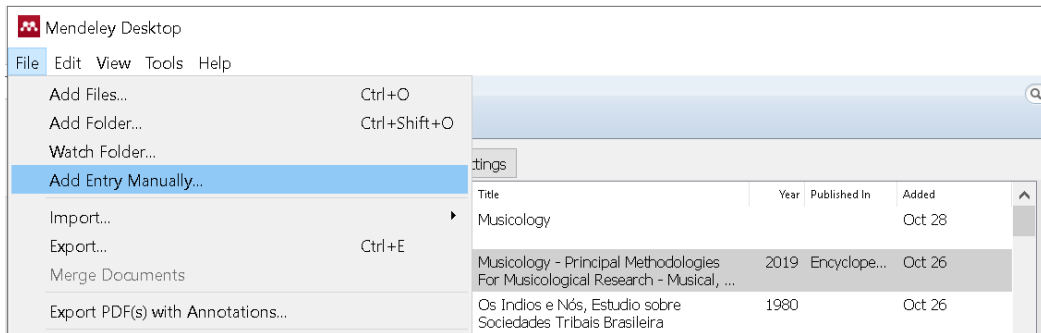 Mendeley Desktop
File Edit View Tools Help
Add Files... Ctrl+O
Add Folder... Ctrl+Shift+O
Watch Folder...
Add Entry Manually...
Import...
Export... Ctrl+E
Merge Documents
Export PDF(s) with Annotations...
ttings
Title Year Published In Added
Musicology Oct 28
Musicology - Principal Methodologies 2019 Encyclope... Oct 26
For Musicological Research - Musical, ...
Os Indios e Nós, Estudio sobre 1980 Oct 26
Sociedades Tribais Brasileira